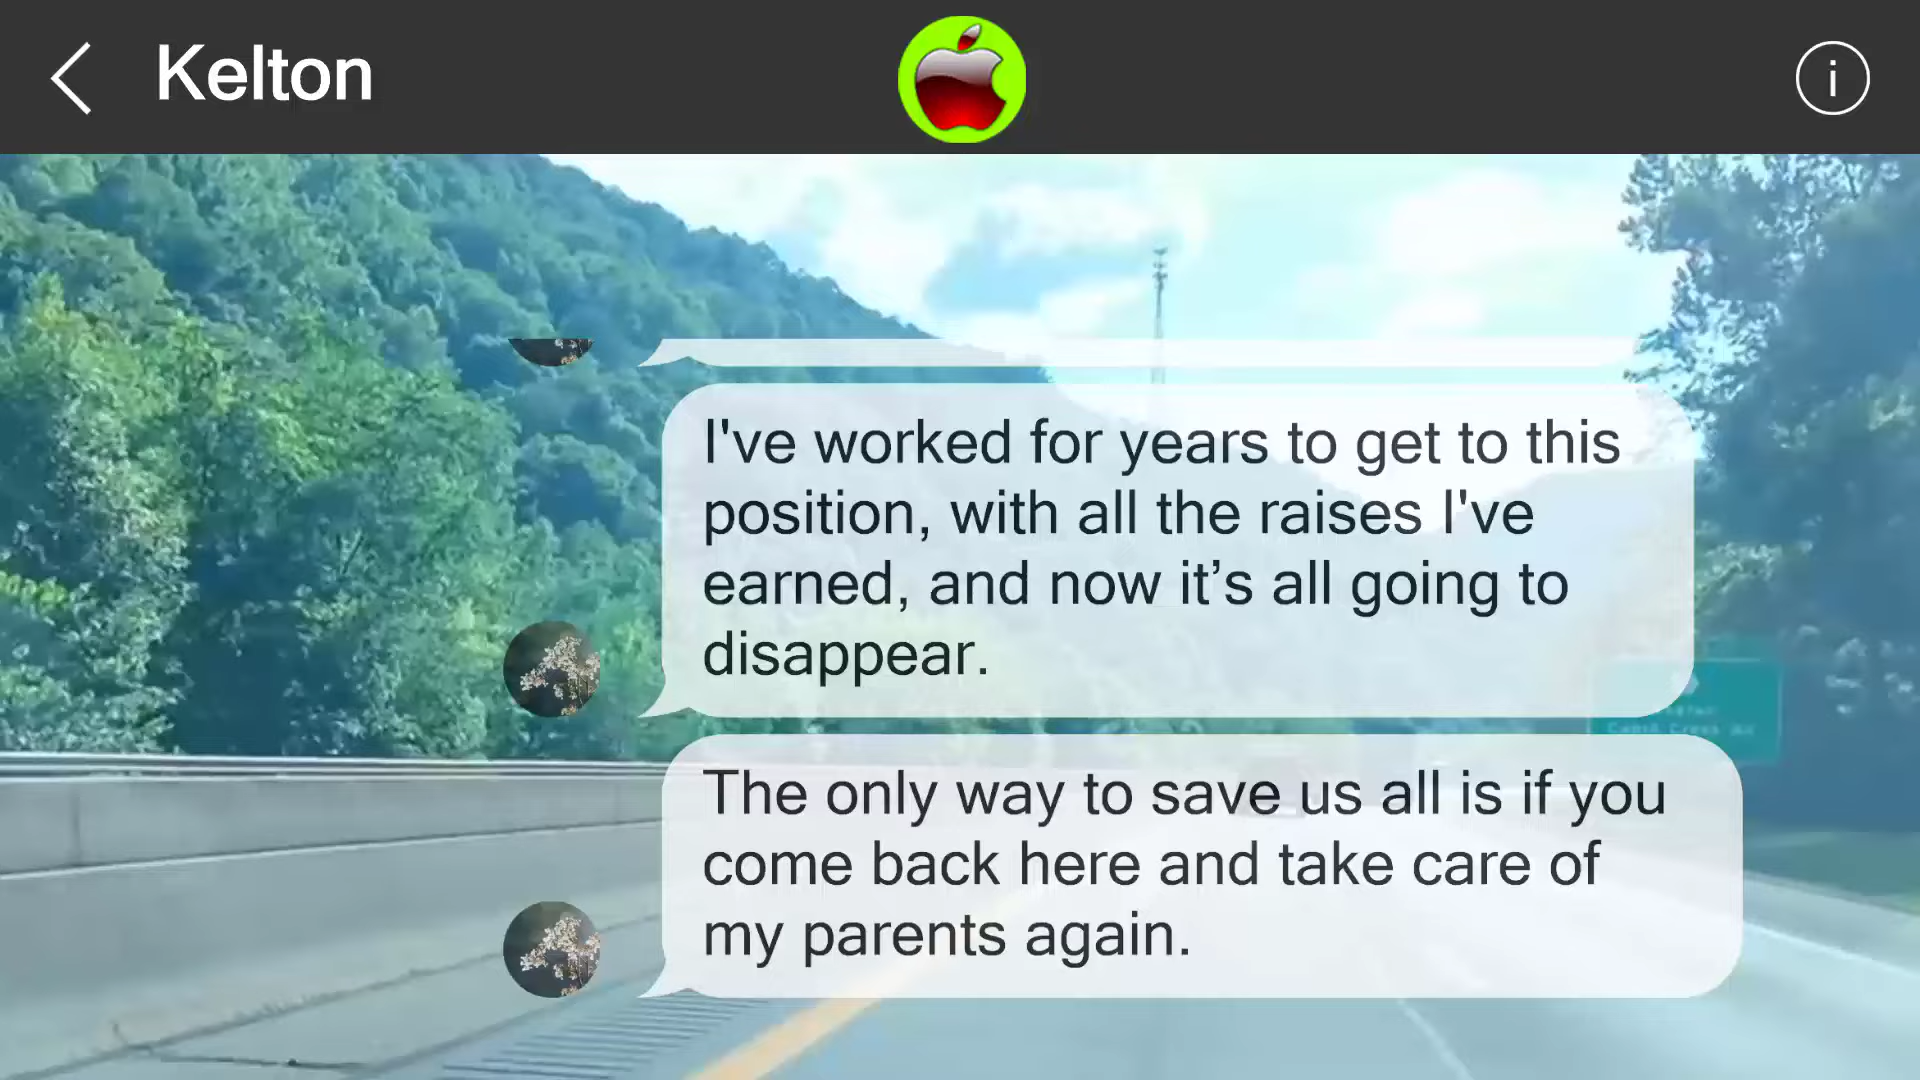 Kelton
i
I've worked for years to get to this
position, with all the raises I've
earned, and now it’s all going to
disappear.
The only way to save us all is if you
come back here and take care of
my parents again.